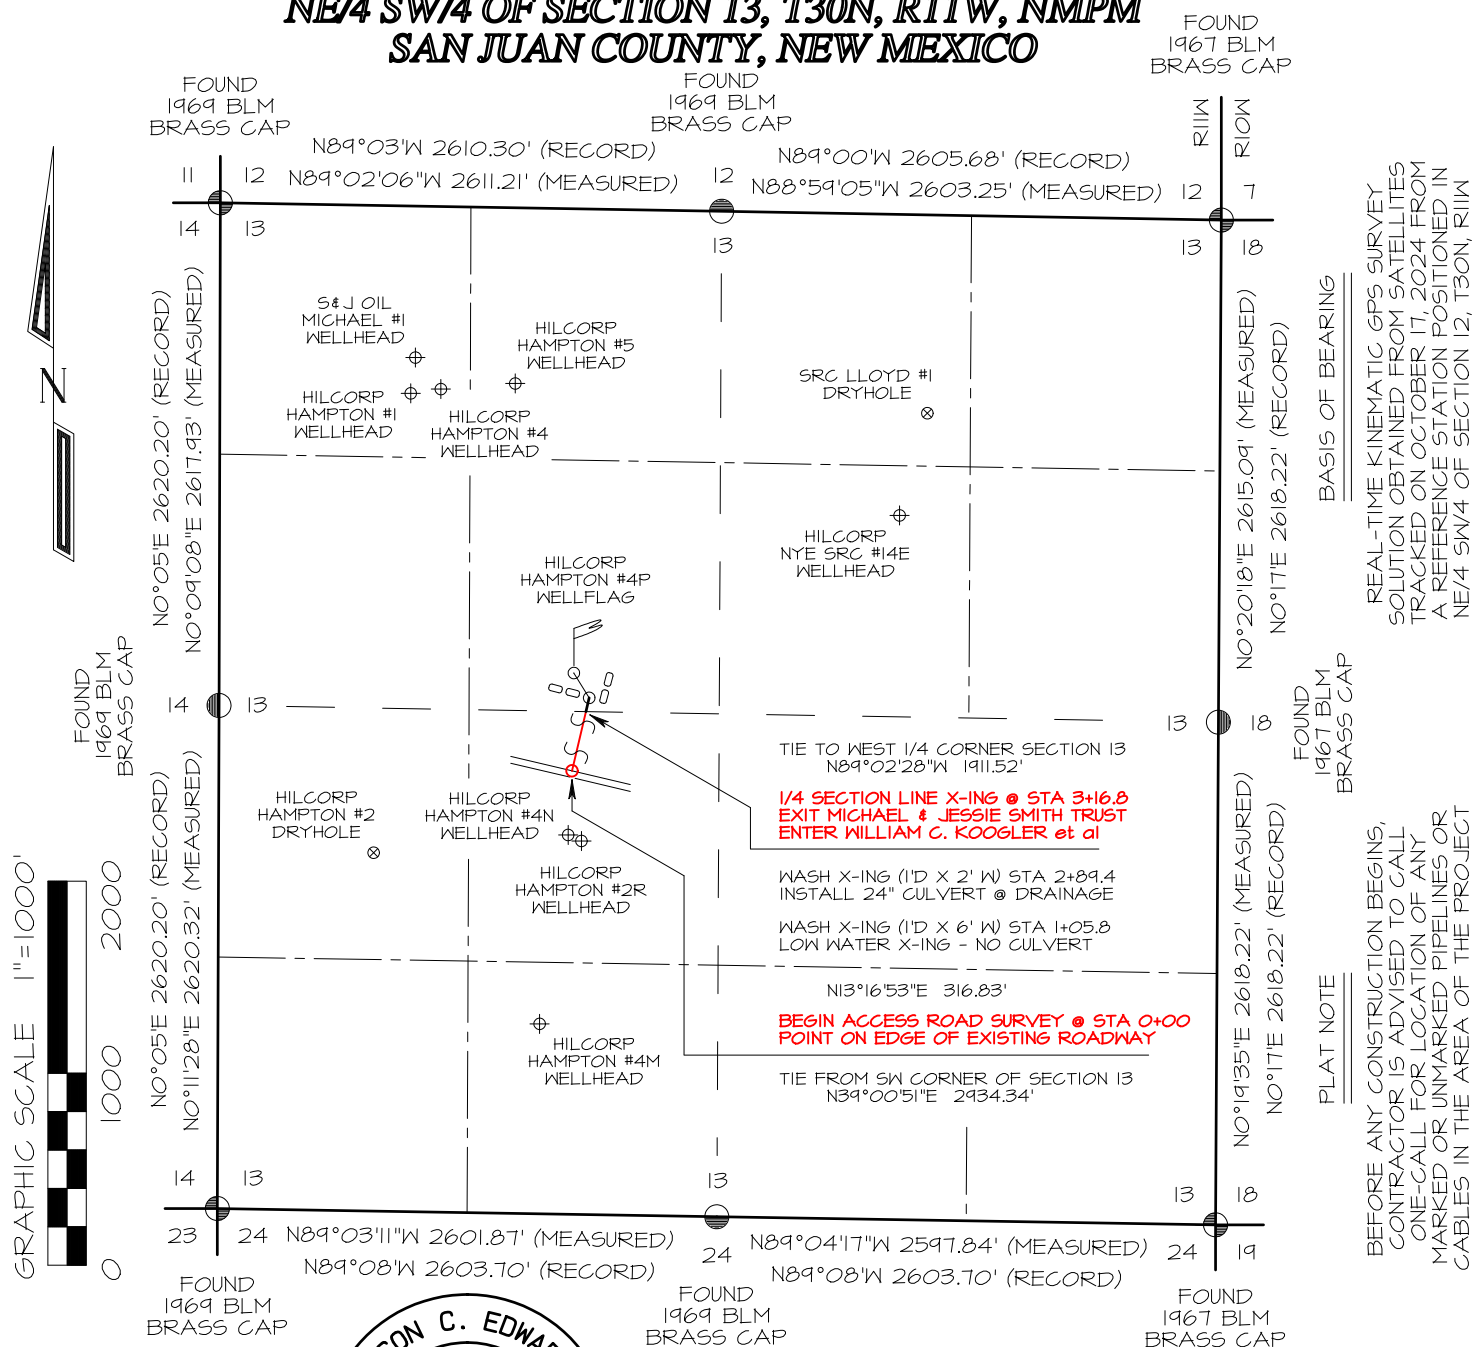 NE/4 SW/4 OF SECTION 13, T30N, R11W, NMPM
SAN JUAN COUNTY, NEW MEXICO
FOUND
1969 BLM
BRASS CAP
FOUND
1969 BLM
BRASS CAP
FOUND
1967 BLM
BRASS CAP
R11W
R10W
N89°03'W 2610.30' (RECORD)
N89°02'06"W 2611.21' (MEASURED)
N89°00'W 2605.68' (RECORD)
N88°59'05"W 2603.25' (MEASURED)
11
12
12
12
7
14
13
13
13
18
N
N0°05'E 2620.20' (RECORD)
N0°09'08"E 2617.93' (MEASURED)
S&J OIL
MICHAEL #1
WELLHEAD
HILCORP
HAMPTON #5
WELLHEAD
HILCORP
HAMPTON #1
WELLHEAD
HILCORP
HAMPTON #4
WELLHEAD
SRC LLOYD #1
DRYHOLE
HILCORP
NYE SRC #14E
WELLHEAD
HILCORP
HAMPTON #4P
WELLFLAG
N0°20'18"E 2615.09' (MEASURED)
N0°17'E 2618.22' (RECORD)
BASIS OF BEARING
REAL-TIME KINEMATIC GPS SURVEY
SOLUTION OBTAINED FROM SATELLITES
TRACKED ON OCTOBER 17, 2024 FROM
A REFERENCE STATION POSITIONED IN
NE/4 SW/4 OF SECTION 12, T30N, R11W
FOUND
1969 BLM
BRASS CAP
14
13
13
18
FOUND
1967 BLM
BRASS CAP
TIE TO WEST 1/4 CORNER SECTION 13
N89°02'28"W 1911.52'
1/4 SECTION LINE X-ING @ STA 3+16.8
EXIT MICHAEL & JESSIE SMITH TRUST
ENTER WILLIAM C. KOOGLER et al
WASH X-ING (1'D X 2' W) STA 2+89.4
INSTALL 24" CULVERT @ DRAINAGE
WASH X-ING (1'D X 6' W) STA 1+05.8
LOW WATER X-ING - NO CULVERT
N13°16'53"E 316.83'
BEGIN ACCESS ROAD SURVEY @ STA 0+00
POINT ON EDGE OF EXISTING ROADWAY
TIE FROM SW CORNER OF SECTION 13
N39°00'51"E 2934.34'
HILCORP
HAMPTON #2
DRYHOLE
HILCORP
HAMPTON #4N
WELLHEAD
HILCORP
HAMPTON #2R
WELLHEAD
HILCORP
HAMPTON #4M
WELLHEAD
N0°05'E 2620.20' (RECORD)
N0°11'28"E 2620.32' (MEASURED)
N0°19'35"E 2618.22' (MEASURED)
N0°17'E 2618.22' (RECORD)
PLAT NOTE
BEFORE ANY CONSTRUCTION BEGINS,
CONTRACTOR IS ADVISED TO CALL
ONE-CALL FOR LOCATION OF ANY
MARKED OR UNMARKED PIPELINES OR
CABLES IN THE AREA OF THE PROJECT
GRAPHIC SCALE 1"=1000'
0
1000
2000
14
13
13
13
18
23
24
24
24
19
N89°03'11"W 2601.87' (MEASURED)
N89°08'W 2603.70' (RECORD)
N89°04'17"W 2597.84' (MEASURED)
N89°08'W 2603.70' (RECORD)
FOUND
1969 BLM
BRASS CAP
FOUND
1969 BLM
BRASS CAP
FOUND
1967 BLM
BRASS CAP
SON C. EDWA